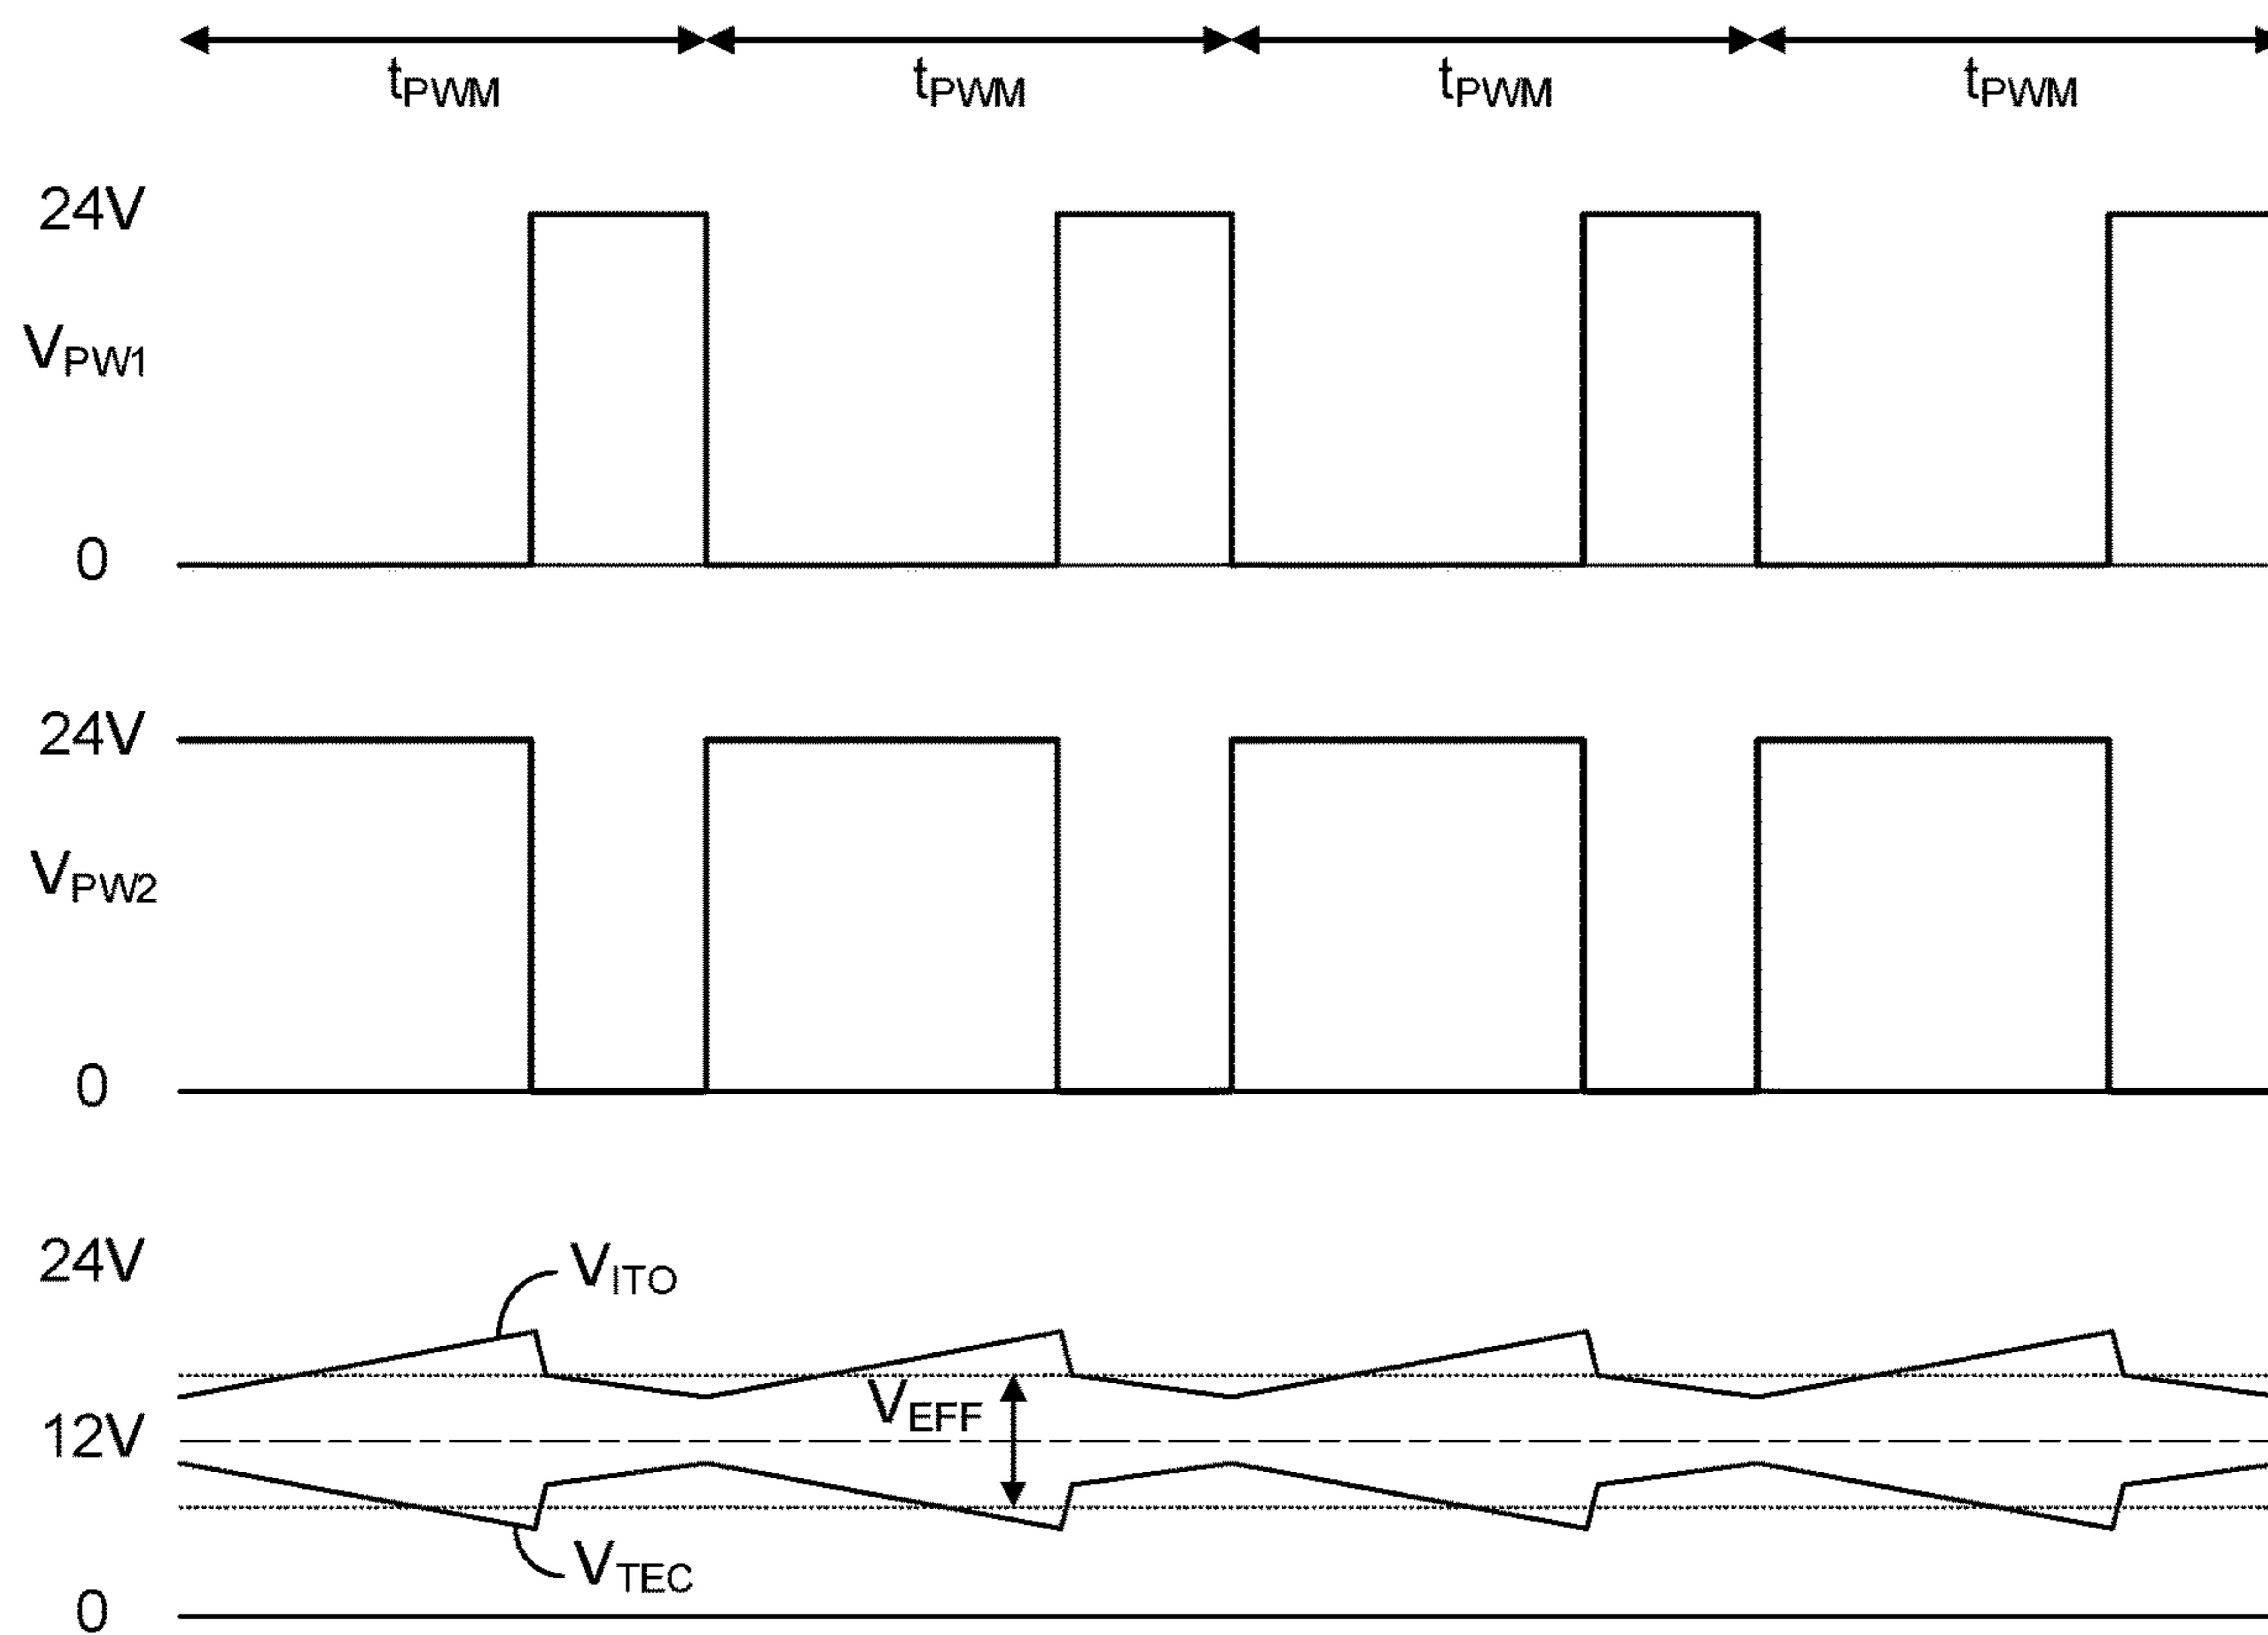 tPWM tPWM tPWM tPWM
24V
VPW1
0
24V
VPW2
0
24V
VITO
VEFF
12V
VTEC
0